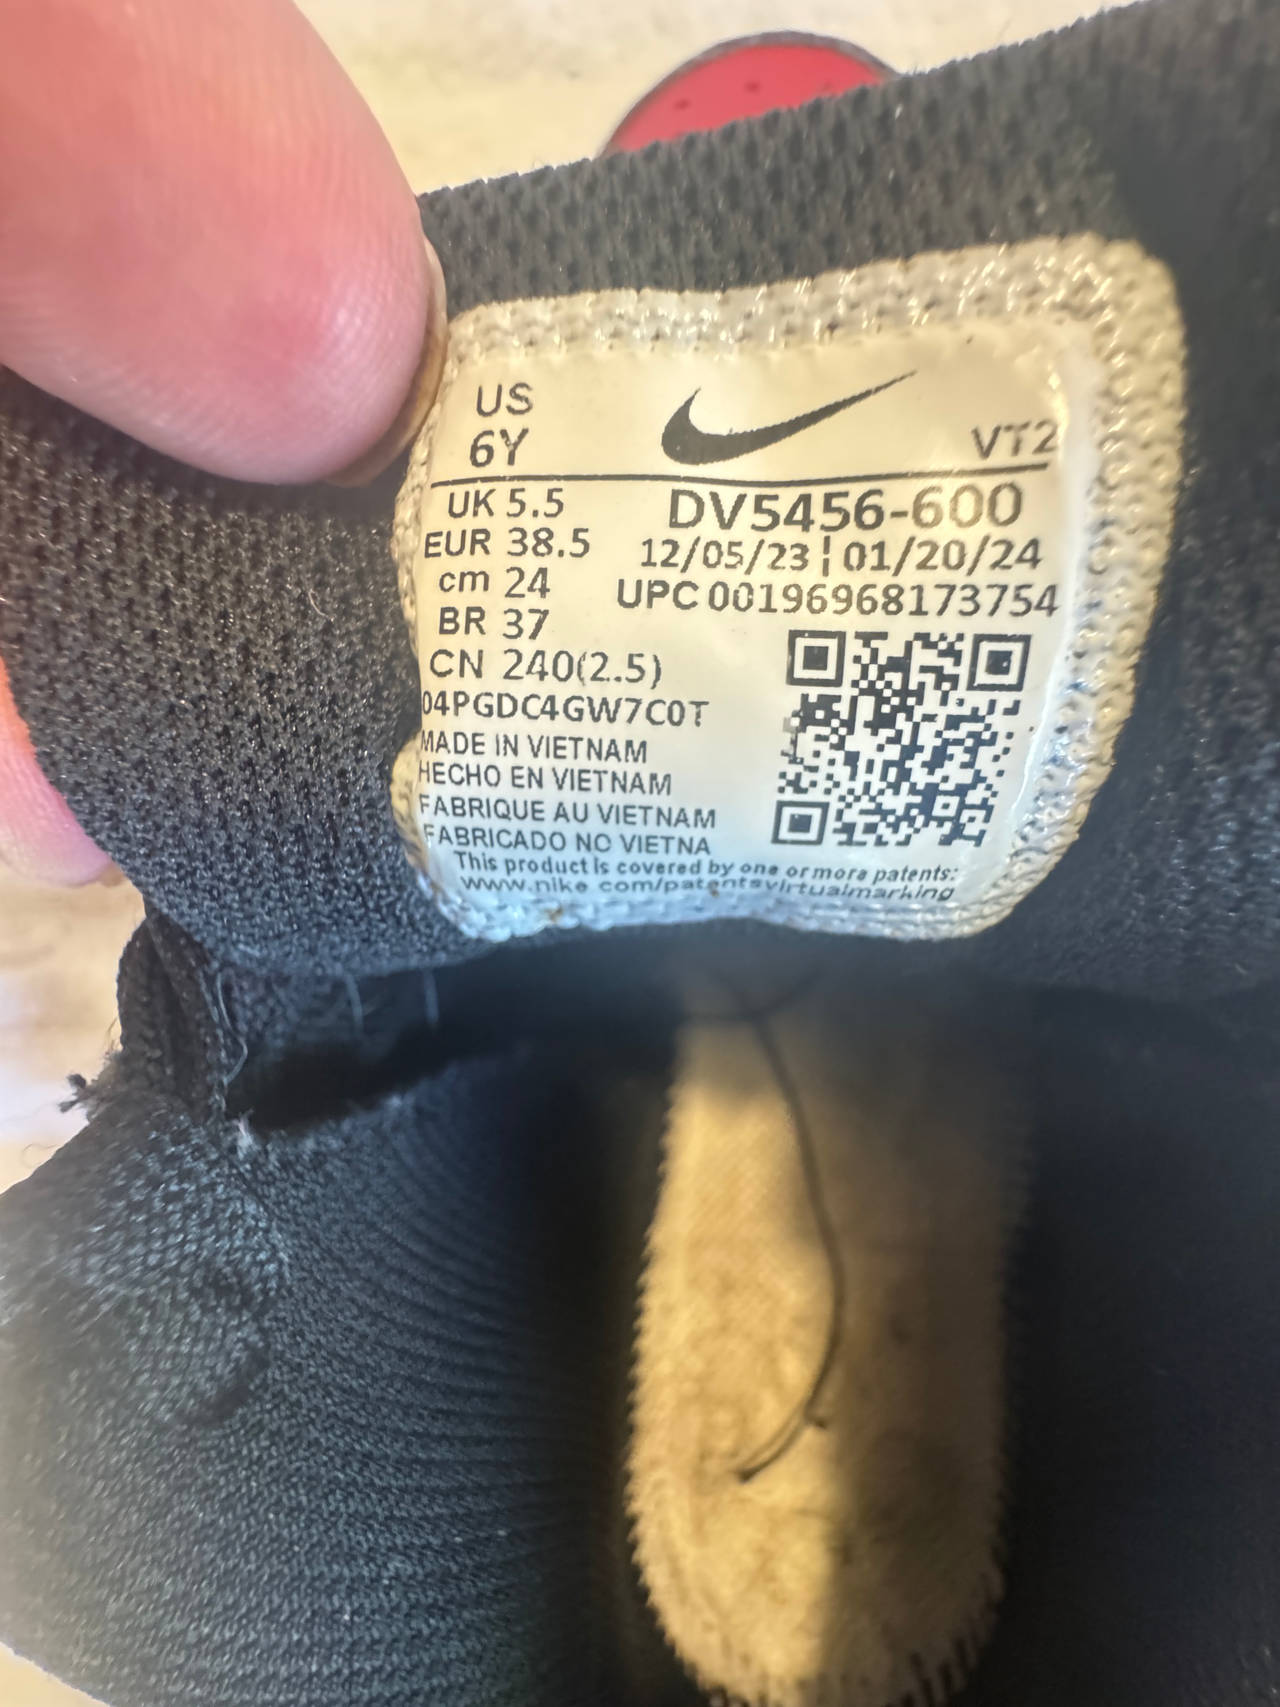 US
6Y
VT2
UK 5.5
DV5456-600
EUR 38.5
12/05/23 ¦ 01/20/24
cm 24
UPC 00196968173754
BR 37
CN 240(2.5)
04PGDC4GW7C0T
MADE IN VIETNAM
HECHO EN VIETNAM
FABRIQUE AU VIETNAM
FABRICADO NO VIETNA
This product is covered by one or more patents:
www.nike.com/patentsvirtualmarking